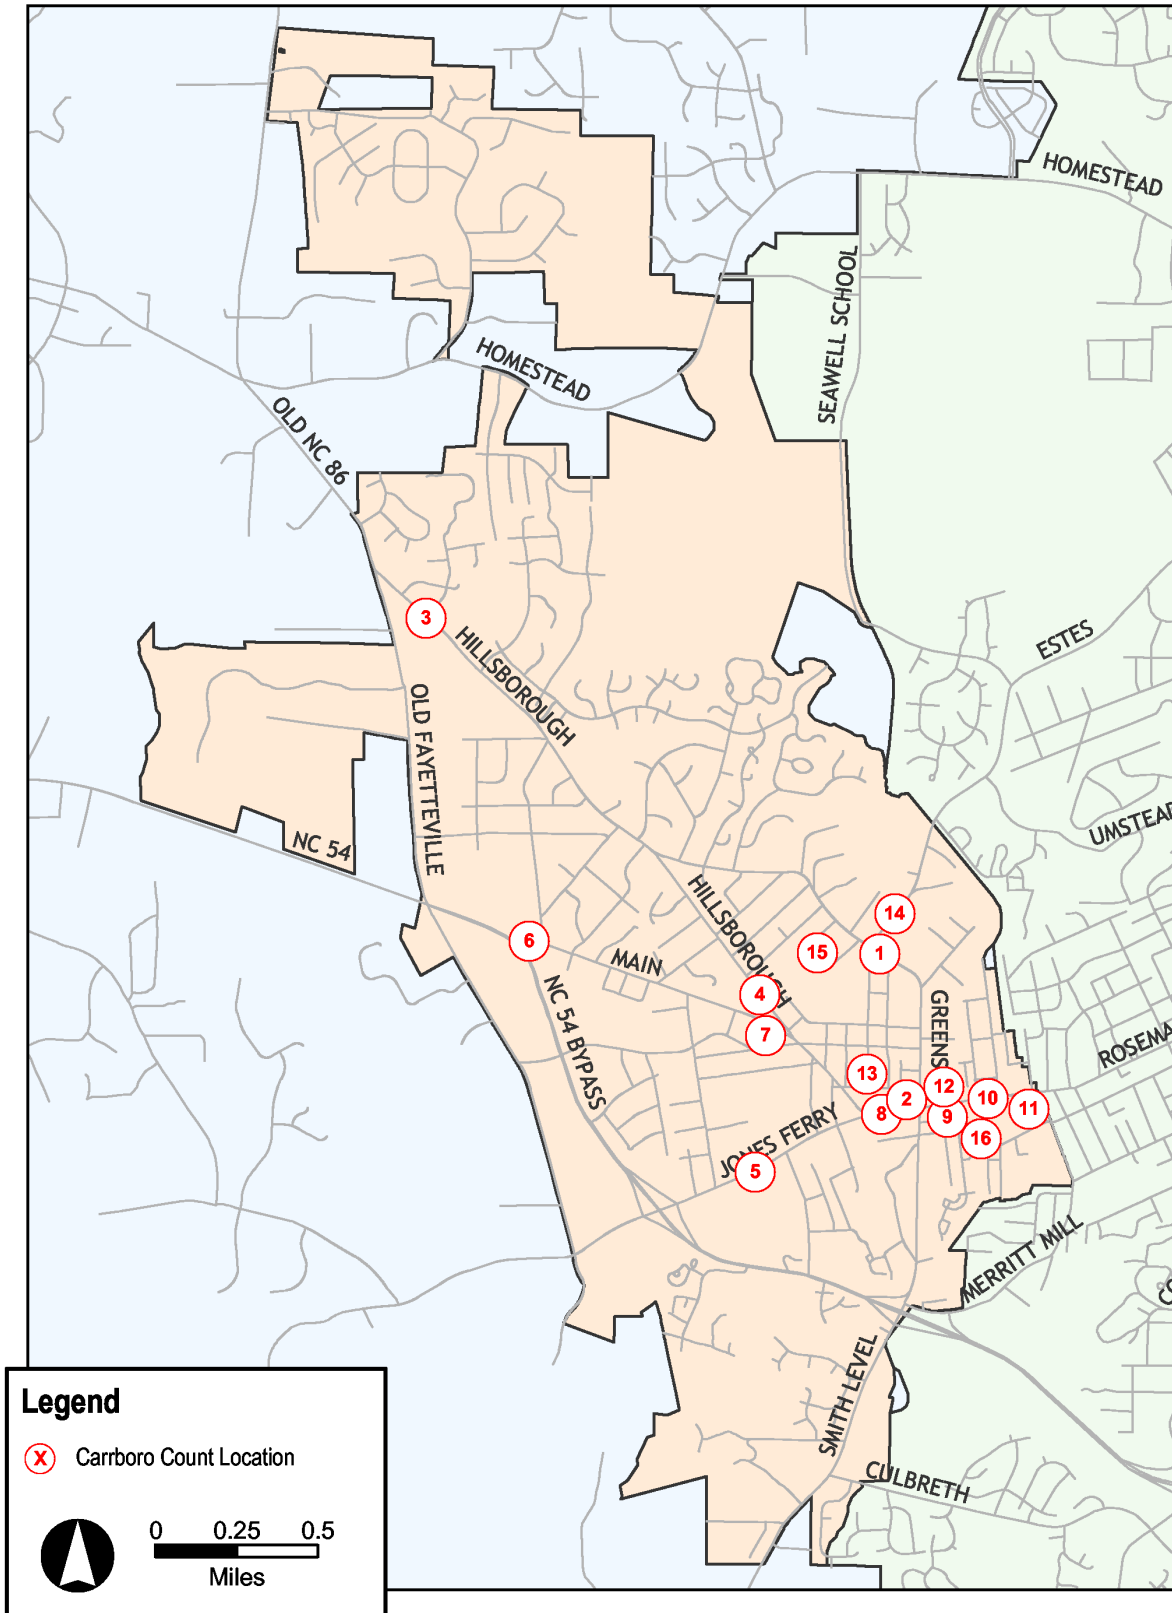 HOMESTEAD
SEAWELL SCHOOL
HOMESTEAD
OLD NC 86
3
HILLSBOROUGH
ESTES
OLD FAYETTEVILLE
NC 54
UMSTEAD
HILLSBOROUGH
14
6
MAIN
15
1
4
NC 54 BYPASS
GREENS
7
ROSEMA
13
12
2
10
8
9
11
JONES FERRY
16
5
MERRITT MILL
SMITH LEVEL
CULBRETH
Legend
X Carrboro Count Location
0 0.25 0.5
Miles